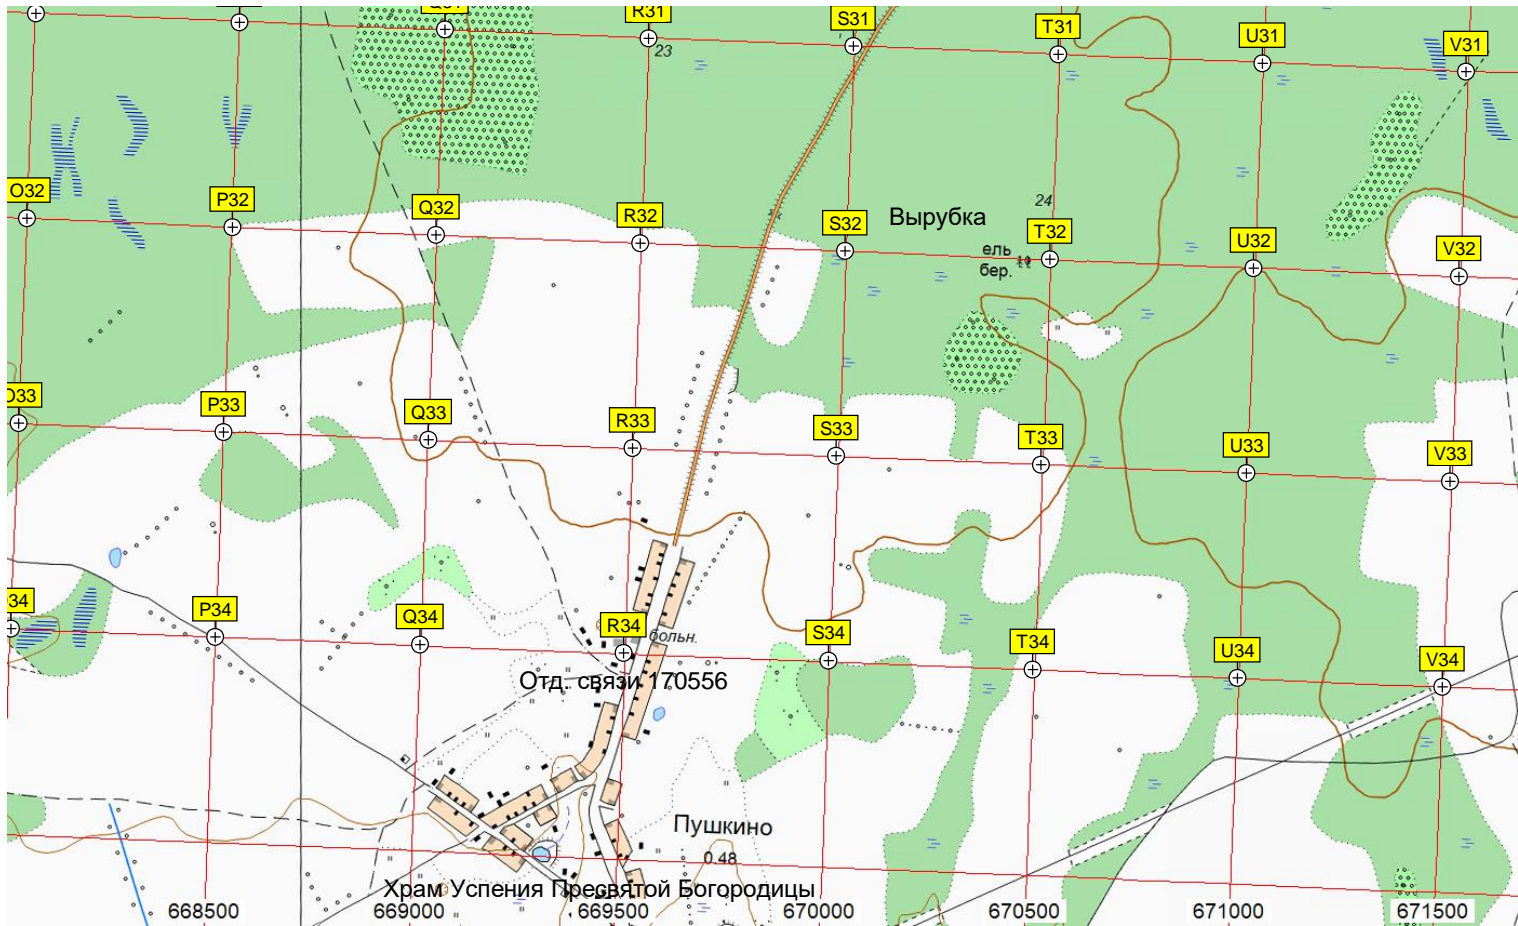 R31
S31
T31
U31
V31
23
O32
P32
Q32
R32
S32
24
Вырубка
T32
U32
V32
ель
бер.
O33
P33
Q33
R33
S33
T33
U33
V33
34
P34
Q34
R34
больн.
S34
T34
U34
V34
Отд. связи 170556
Пушкино
0.48
Храм Успения Пресвятой Богородицы
668500
669000
669500
670000
670500
671000
671500